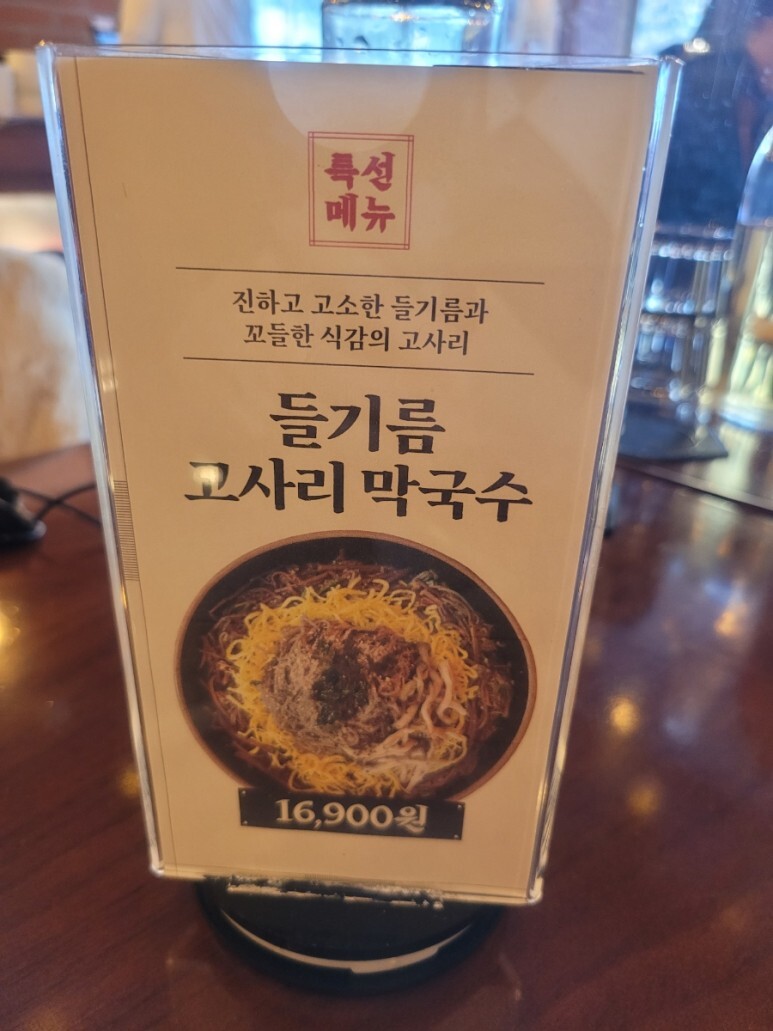 특선
메뉴
진하고 고소한 들기름과
꼬들한 식감의 고사리
들기름
고사리 막국수
16,900원